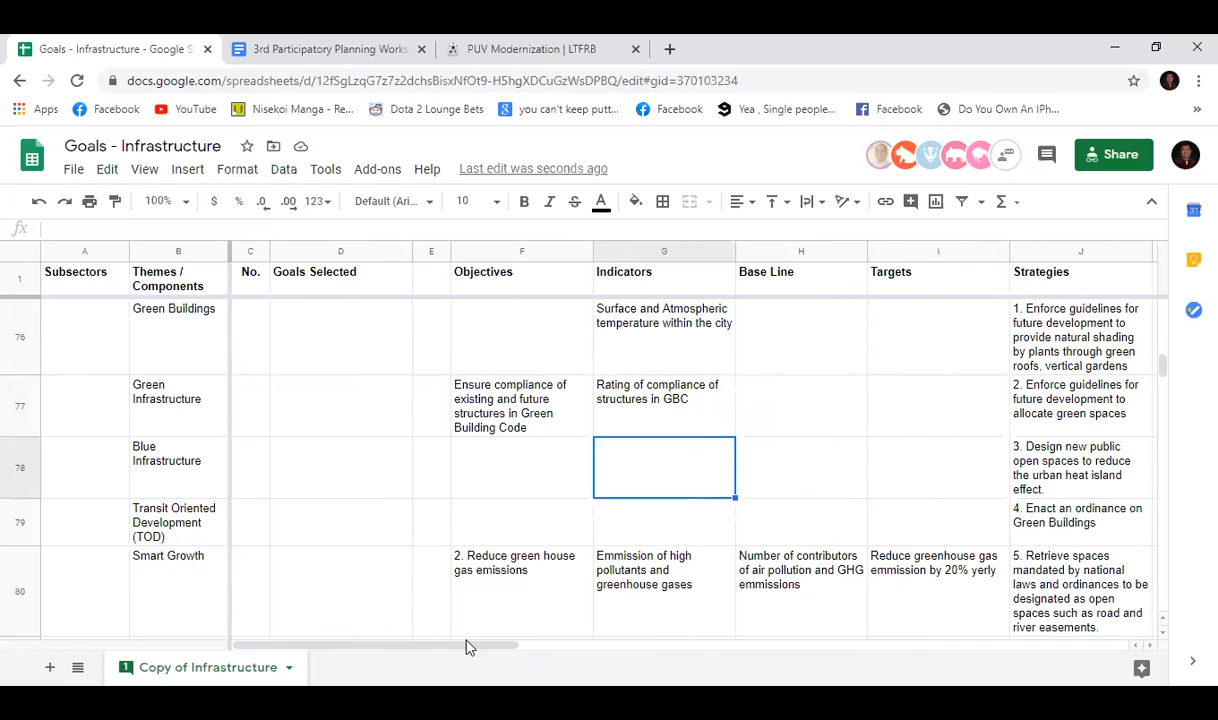 Goals - Infrastructure - Google S
3rd Participatory Planning Works
PUV Modernization | LTFRB
docs.google.com/spreadsheets/d/12fSgLzqG7z7z2dchsBisxNfOt9-H5hgXDCuGzWsDPBQ/edit#gid=370103234
Apps
Facebook
YouTube
Nisekoi Manga - Re...
Dota 2 Lounge Bets
you can't keep putt...
Facebook
Yea , Single people...
Facebook
Do You Own An IPh...
»
Goals - Infrastructure
Share
File Edit View Insert Format Data Tools Add-ons Help Last edit was seconds ago
100% $ % .0 .00 123 Default (Ari... 10 B I S A Σ
fx
A B C D E F G H I J
1
Subsectors
Themes /
Components
No.
Goals Selected
Objectives
Indicators
Base Line
Targets
Strategies
76
Green Buildings
Surface and Atmospheric
temperature within the city
1. Enforce guidelines for
future development to
provide natural shading
by plants through green
roofs, vertical gardens
77
Green
Infrastructure
Ensure compliance of
existing and future
structures in Green
Building Code
Rating of compliance of
structures in GBC
2. Enforce guidelines for
future development to
allocate green spaces
78
Blue
Infrastructure
3. Design new public
open spaces to reduce
the urban heat island
effect.
79
Transit Oriented
Development
(TOD)
4. Enact an ordinance on
Green Buildings
80
Smart Growth
2. Reduce green house
gas emissions
Emmission of high
pollutants and
greenhouse gases
Number of contributors
of air pollution and GHG
emmissions
Reduce greenhouse gas
emmission by 20% yerly
5. Retrieve spaces
mandated by national
laws and ordinances to be
designated as open
spaces such as road and
river easements.
1 Copy of Infrastructure
31